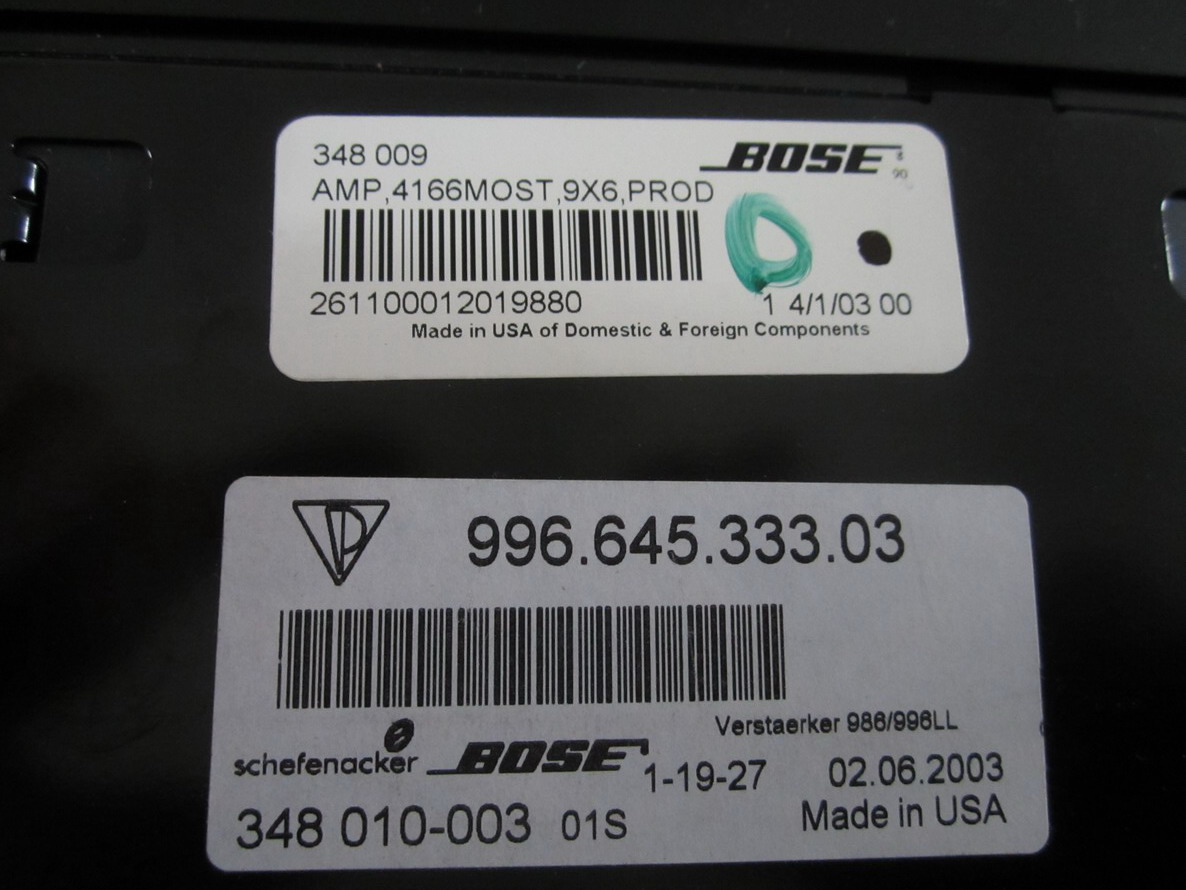 348 009
BOSE
AMP,4166MOST,9X6,PROD
261100012019880
1 4/1/03 00
Made in USA of Domestic & Foreign Components
996.645.333.03
Verstaerker 986/996LL
schefenacker BOSE 1-19-27 02.06.2003
348 010-003 01S Made in USA